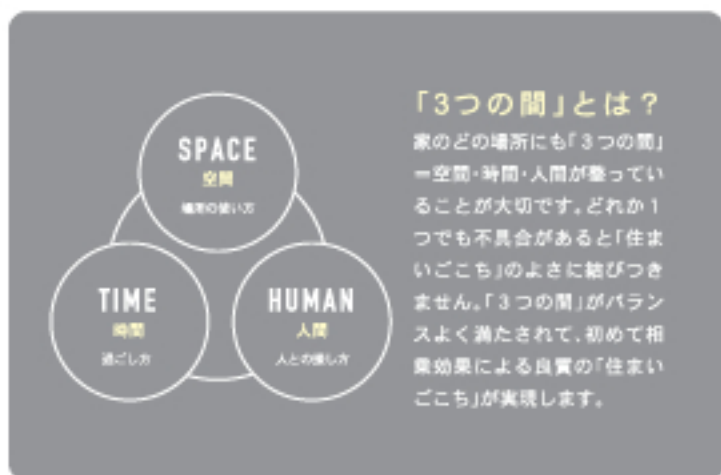 SPACE
空間
場所の使い方
TIME
時間
過ごし方
HUMAN
人間
「3つの間」とは？
家のどの場所にも「3つの間」
＝空間・時間・人間が整ってい
ることが大切です。どれか1
つでも不具合があると「住ま
いごこち」のよさに結びつき
ません。「3つの間」がバラン
スよく満たされて、初めて相
乗効果による良質の「住まい
ごこち」が実現します。